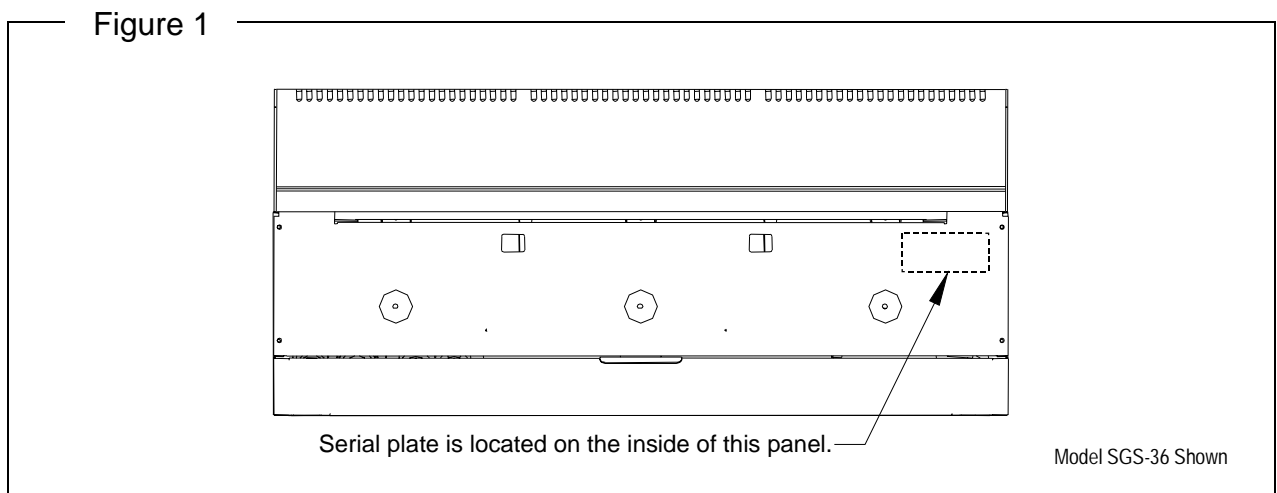 Figure 1
Serial plate is located on the inside of this panel.
Model SGS-36 Shown